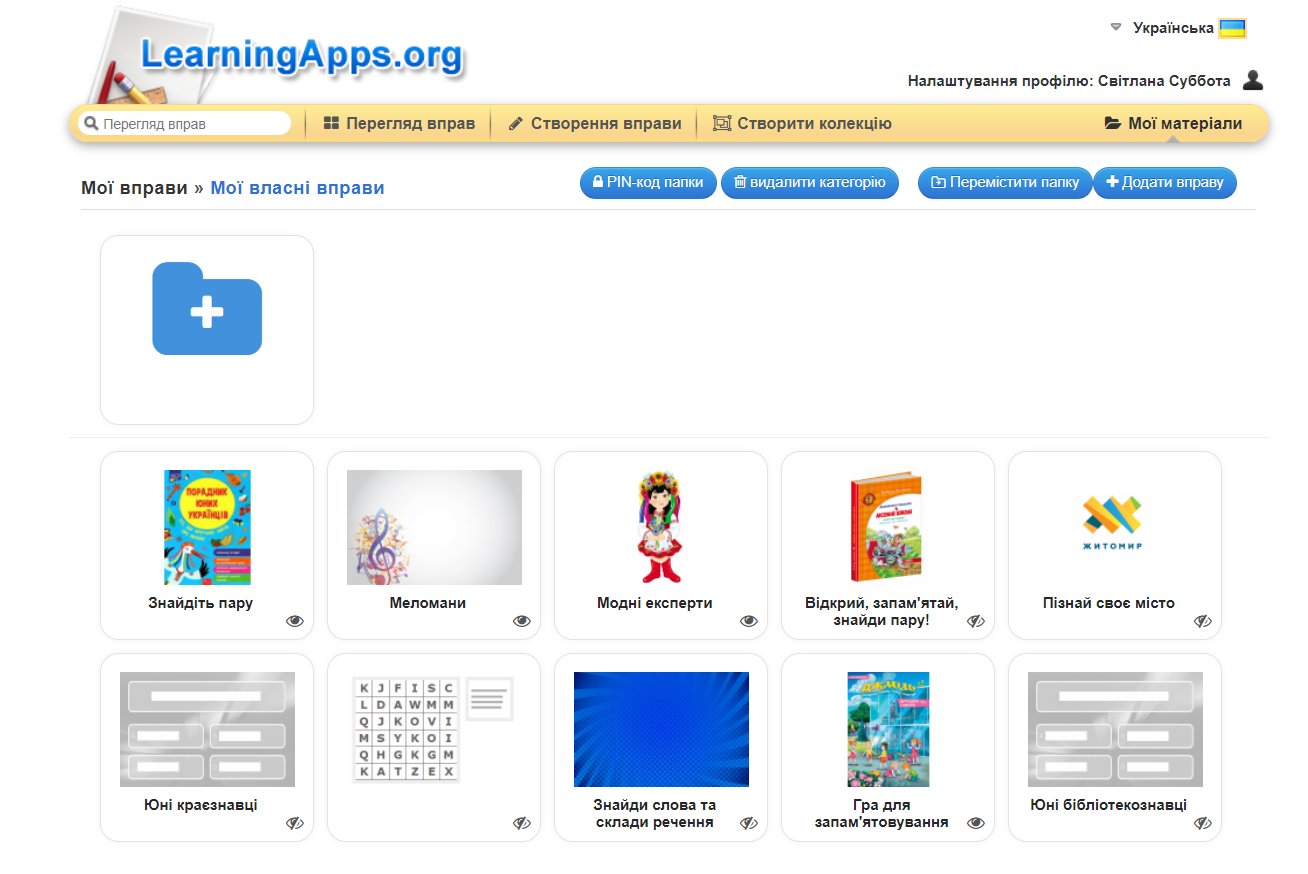 LearningApps.org
Українська
Налаштування профілю: Світлана Суббота
Перегляд вправ
Перегляд вправ
Створення вправи
Створити колекцію
Мої матеріали
Мої вправи » Мої власні вправи
PIN-код папки
видалити категорію
Перемістити папку
Додати вправу
ПОРАДНИК
ЮНИХ
УКРАЇНЦІВ
ЖИТОМИР
Знайдіть пару
Меломани
Модні експерти
Відкрий, запам'ятай,
знайди пару!
Пізнай своє місто
K J F I S C
L D A W M M
Q J K O V I
M S Y K O I
Q H G K G M
K A T Z E X
Юні краєзнавці
Знайди слова та
склади речення
Гра для
запам'ятовування
Юні бібліотекознавці